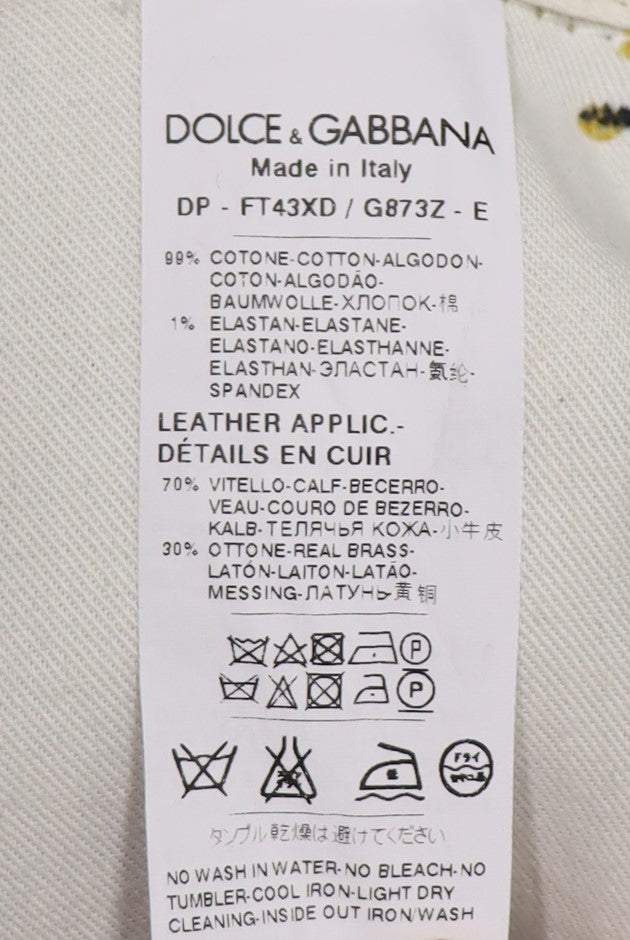 DOLCE & GABBANA
Made in Italy
DP - FT43XD / G873Z - E
99% COTONE-COTTON-ALGODON-
COTON-ALGODÃO-
BAUMWOLLE-ХЛОПОК-棉
1% ELASTAN-ELASTANE-
ELASTANO-ELASTHANNE-
ELASTHAN-ЭЛАСТАН-氨纶-
SPANDEX
LEATHER APPLIC.-
DÉTAILS EN CUIR
70% VITELLO-CALF-BECERRO-
VEAU-COURO DE BEZERRO-
KALB-ТЕЛЯЧЬЯ КОЖА-小牛皮
30% OTTONE-REAL BRASS-
LATÓN-LAITON-LATÃO-
MESSING-ЛАТУНЬ-黄铜
P
P
ドライ
タンブル乾燥は避けてください
NO WASH IN WATER-NO BLEACH-NO
TUMBLER-COOL IRON-LIGHT DRY
CLEANING-INSIDE OUT IRON/WASH